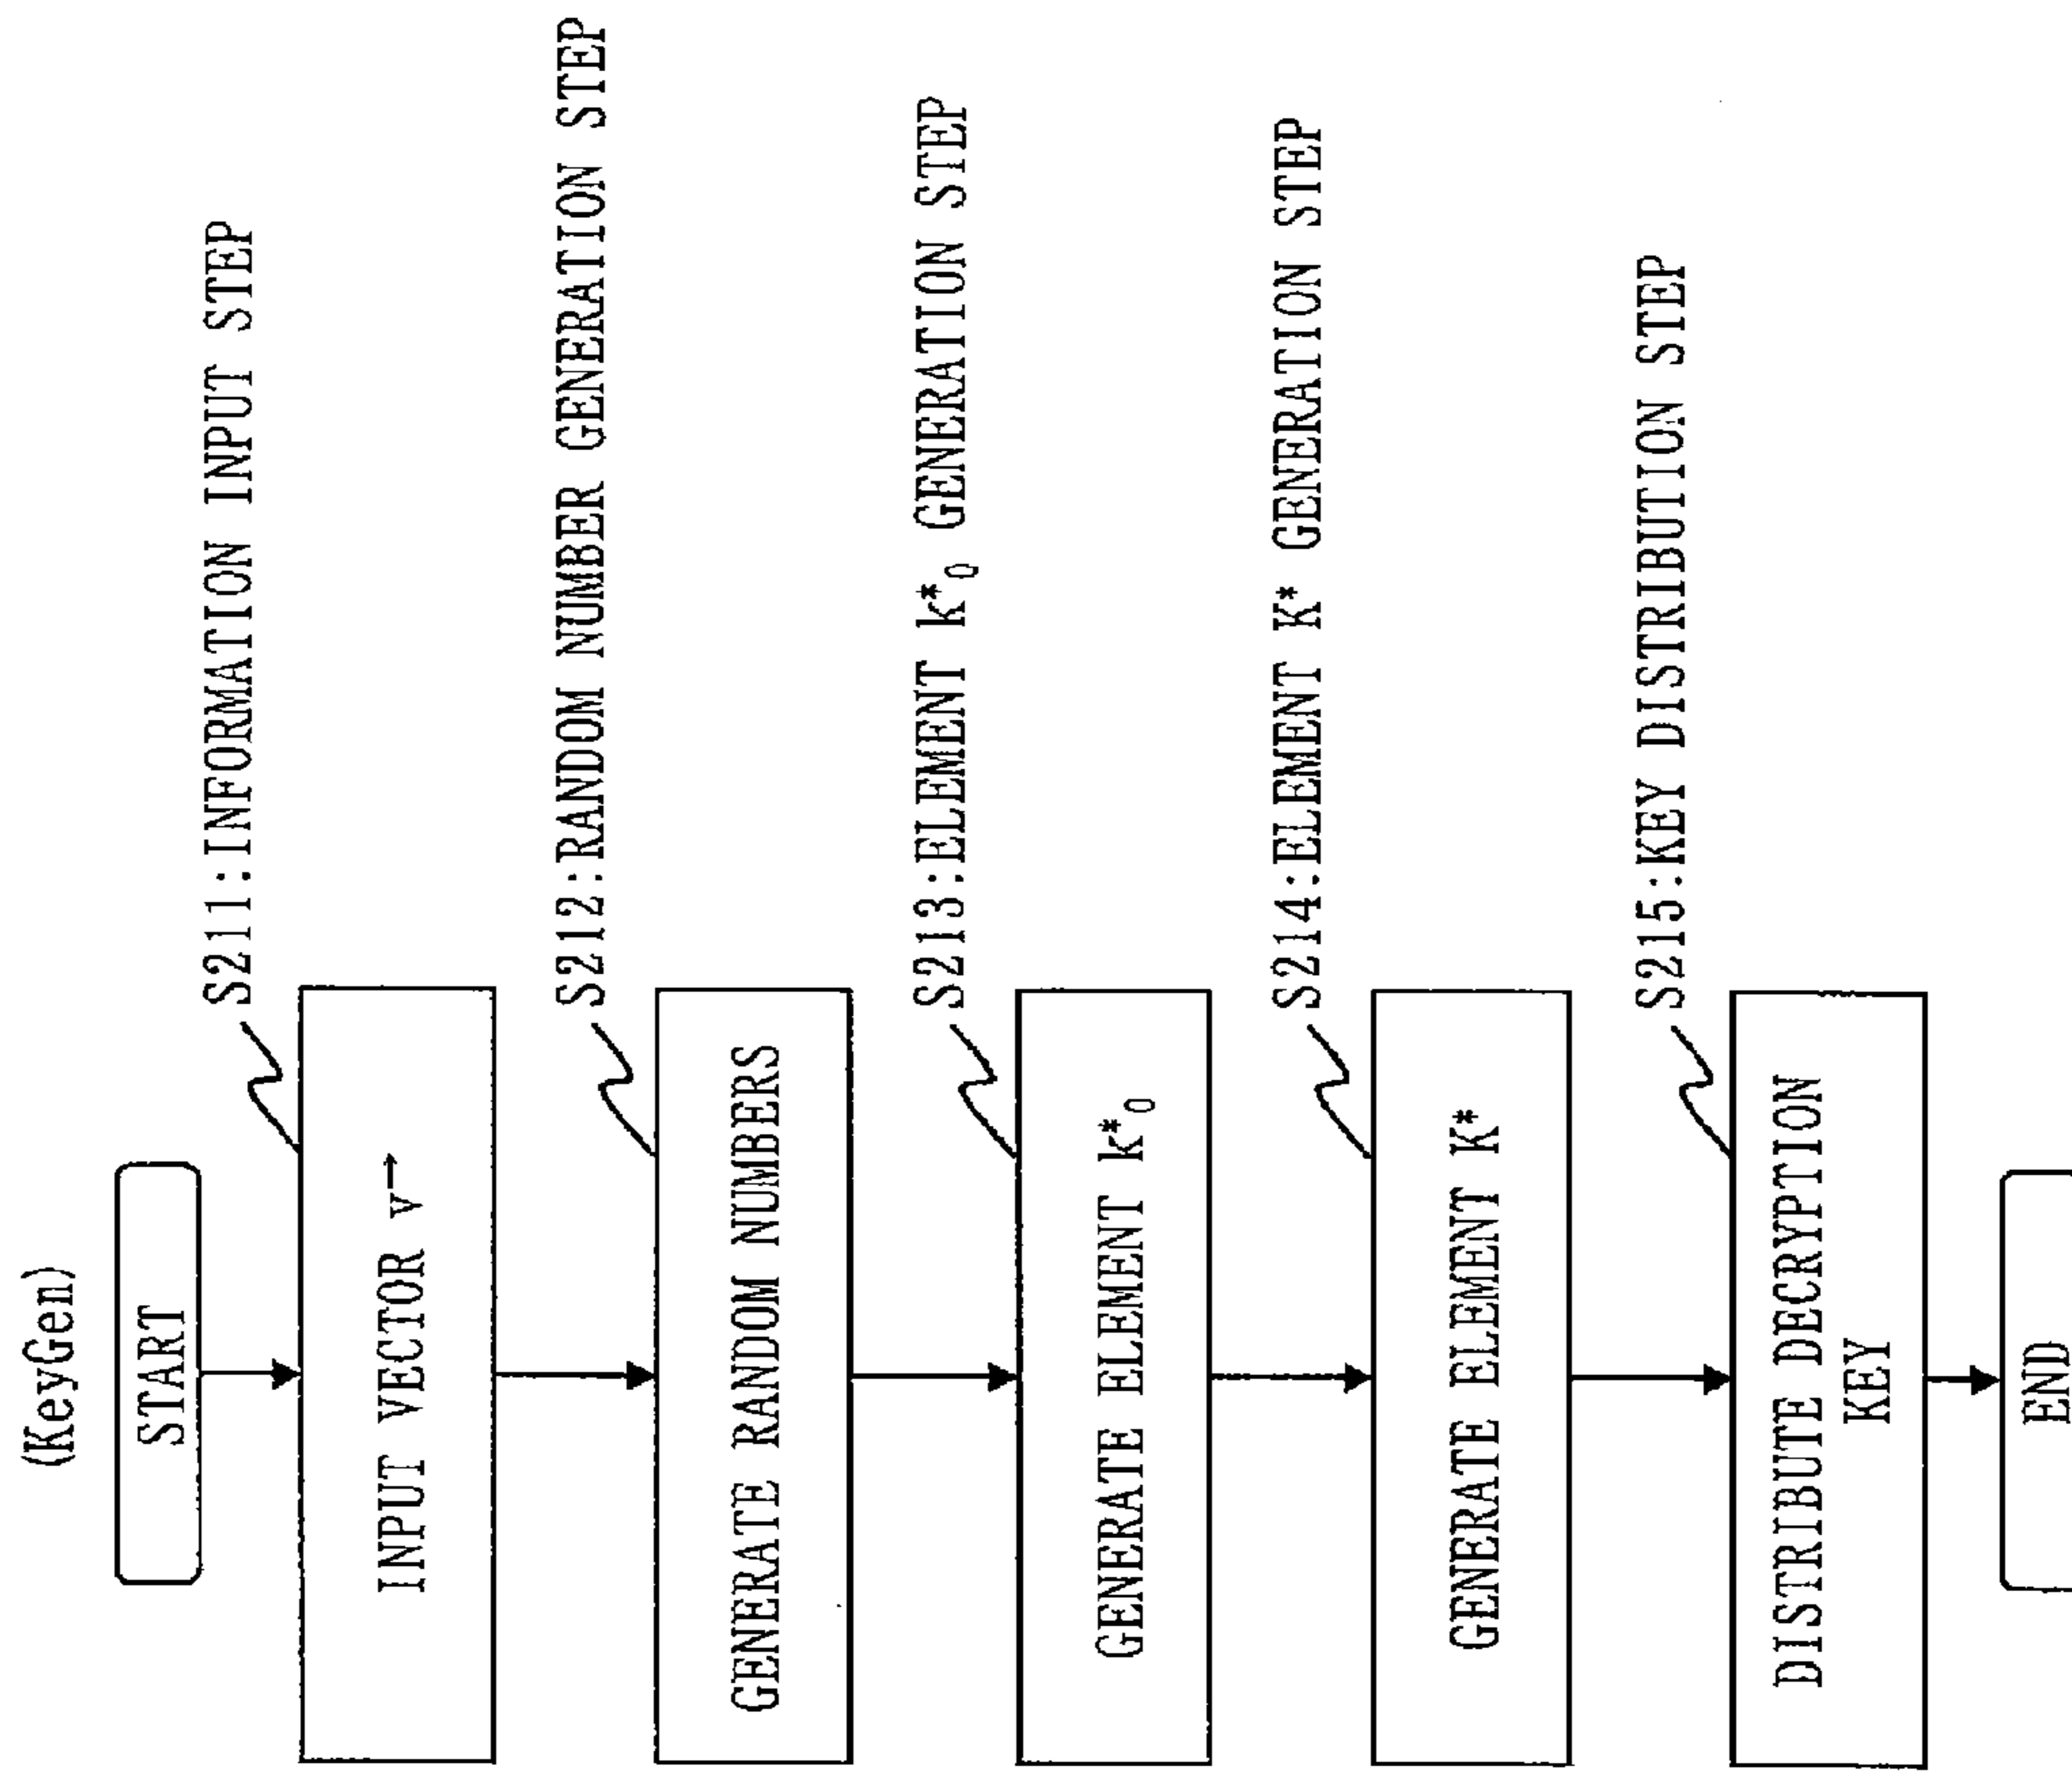 (KeyGen)
START
S211:INFORMATION INPUT STEP
INPUT VECTOR v→
S212:RANDOM NUMBER GENERATION STEP
GENERATE RANDOM NUMBERS
S213:ELEMENT k*0 GENERATION STEP
GENERATE ELEMENT k*0
S214:ELEMENT K* GENERATION STEP
GENERATE ELEMENT K*
S215:KEY DISTRIBUTION STEP
DISTRIBUTE DECRYPTION
KEY
END